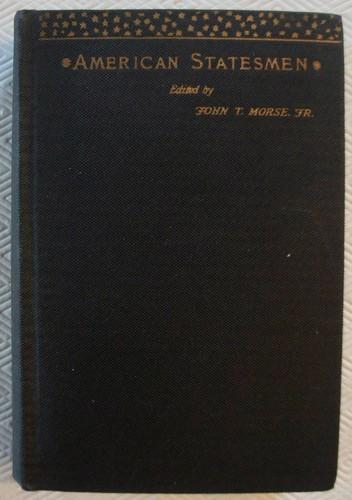 AMERICAN STATESMEN
Edited by
JOHN T. MORSE, JR.